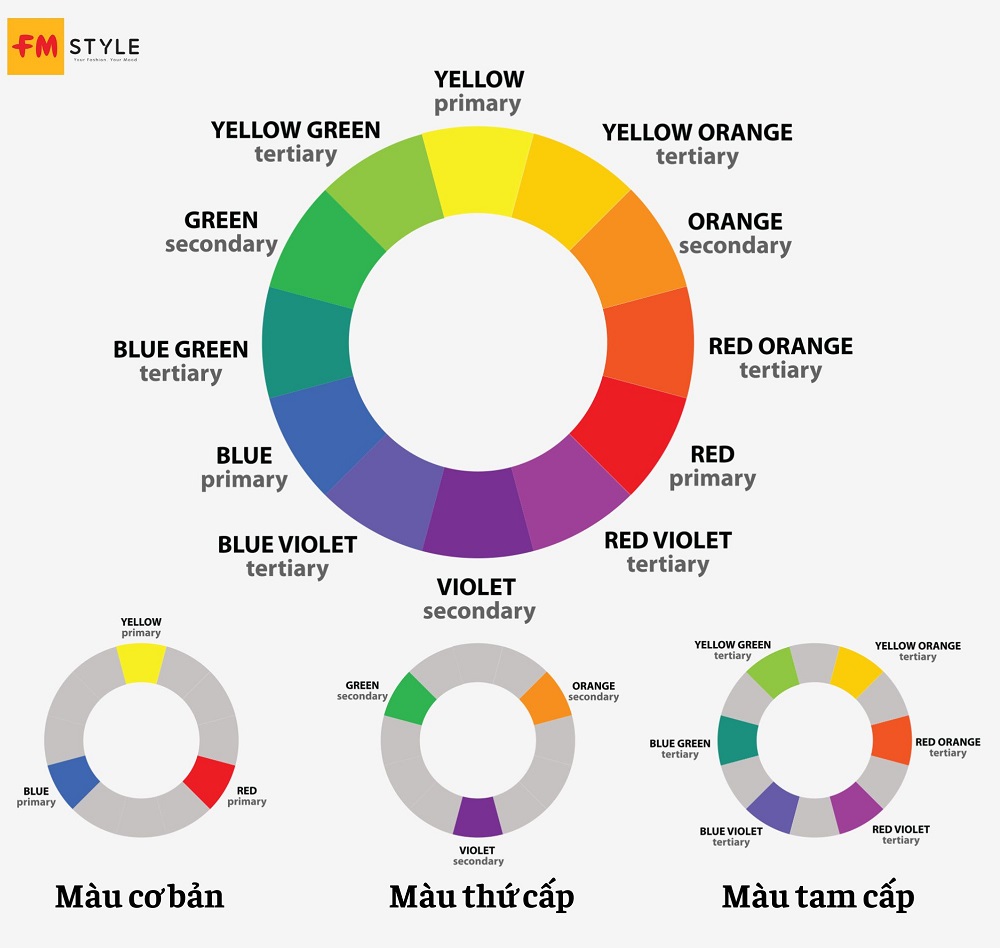 FM STYLE
Your Fashion. Your Mood
YELLOW
primary
YELLOW GREEN
tertiary
YELLOW ORANGE
tertiary
GREEN
secondary
ORANGE
secondary
BLUE GREEN
tertiary
RED ORANGE
tertiary
BLUE
primary
RED
primary
BLUE VIOLET
tertiary
RED VIOLET
tertiary
VIOLET
secondary
YELLOW
primary
BLUE
primary
RED
primary
Màu cơ bản
GREEN
secondary
ORANGE
secondary
VIOLET
secondary
Màu thứ cấp
YELLOW GREEN
tertiary
YELLOW ORANGE
tertiary
BLUE GREEN
tertiary
RED ORANGE
tertiary
BLUE VIOLET
tertiary
RED VIOLET
tertiary
Màu tam cấp